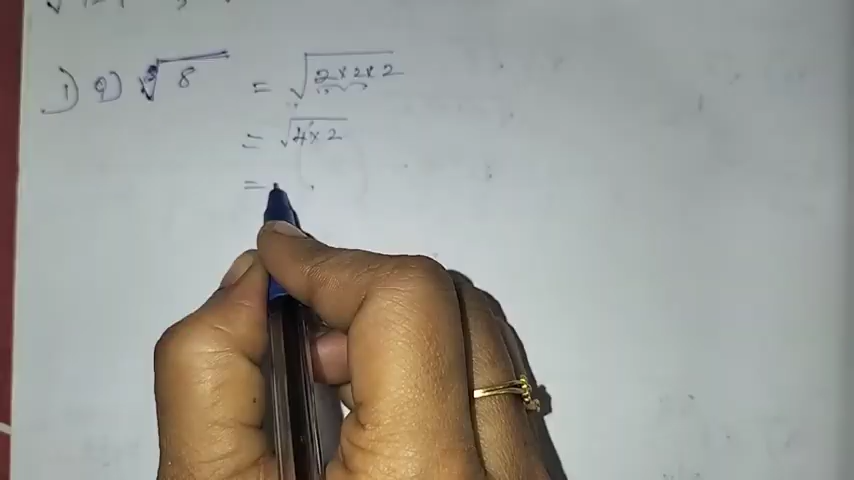 1) a) √8 = √2×2×2
= √4×2
=